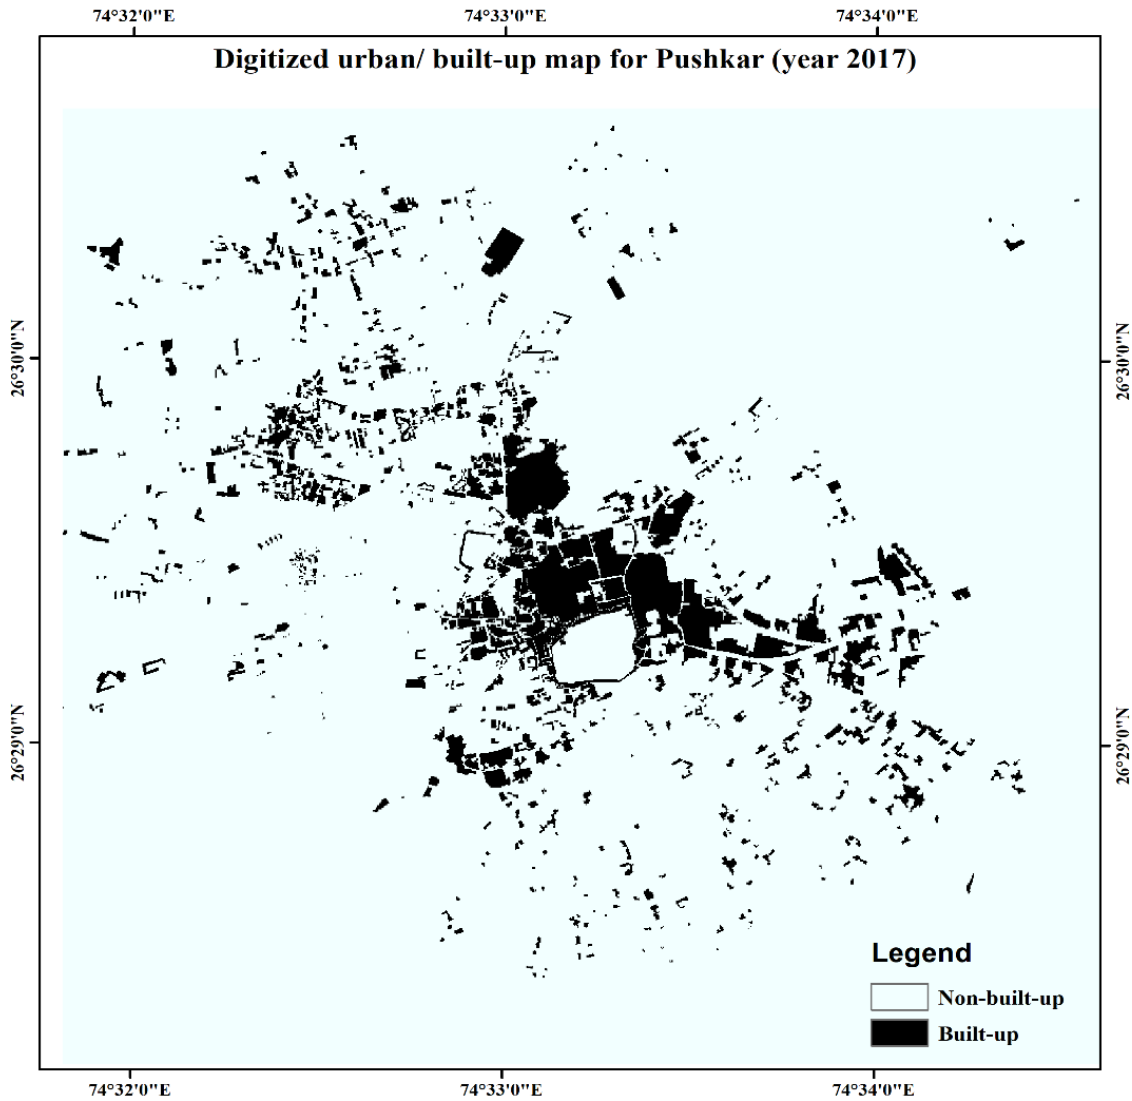 74°32'0"E 74°33'0"E 74°34'0"E
Digitized urban/ built-up map for Pushkar (year 2017)
26°30'0"N 26°30'0"N
26°29'0"N 26°29'0"N
Legend
Non-built-up
Built-up
74°32'0"E 74°33'0"E 74°34'0"E